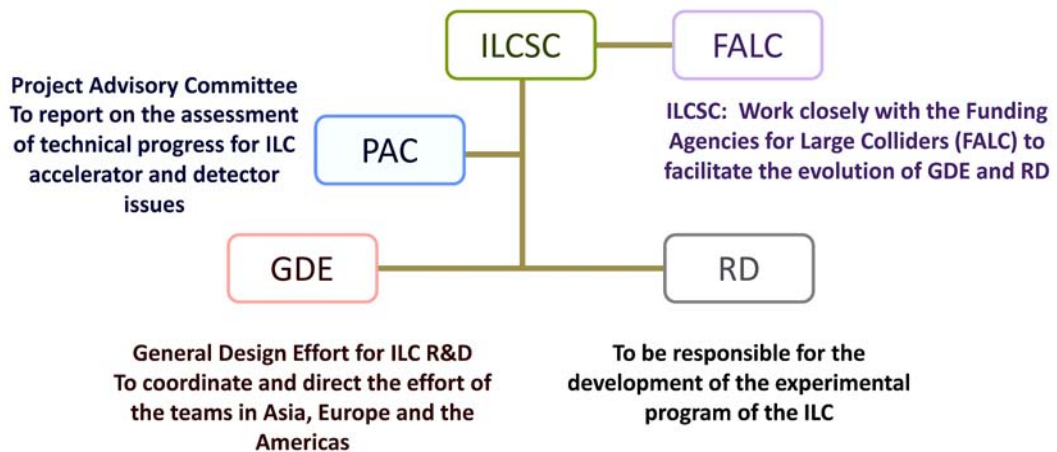 ILCSC
FALC
Project Advisory Committee
To report on the assessment
of technical progress for ILC
accelerator and detector
issues
PAC
ILCSC: Work closely with the Funding
Agencies for Large Colliders (FALC) to
facilitate the evolution of GDE and RD
GDE
RD
General Design Effort for ILC R&D
To coordinate and direct the effort of
the teams in Asia, Europe and the
Americas
To be responsible for the
development of the experimental
program of the ILC